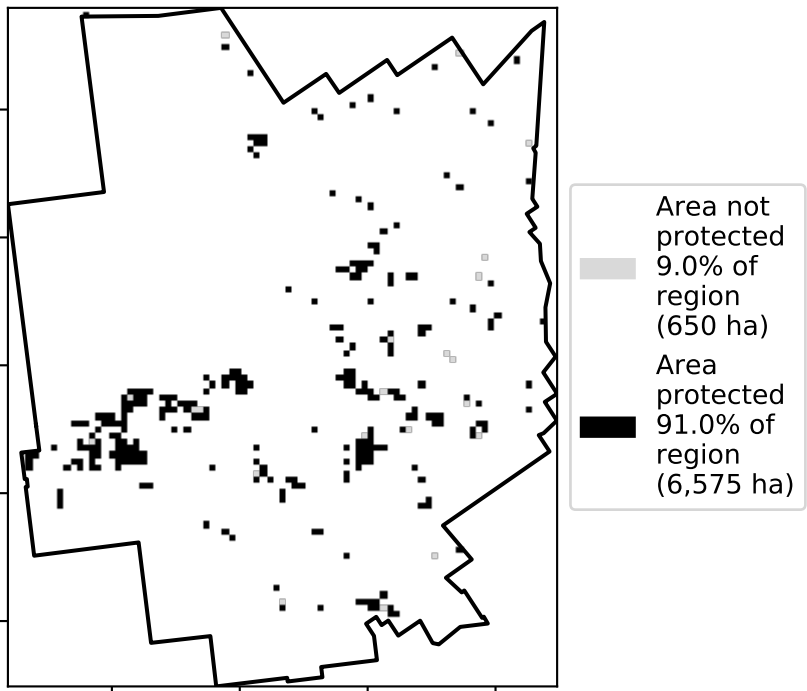 Area not
protected
9.0% of
region
(650 ha)
Area
protected
91.0% of
region
(6,575 ha)